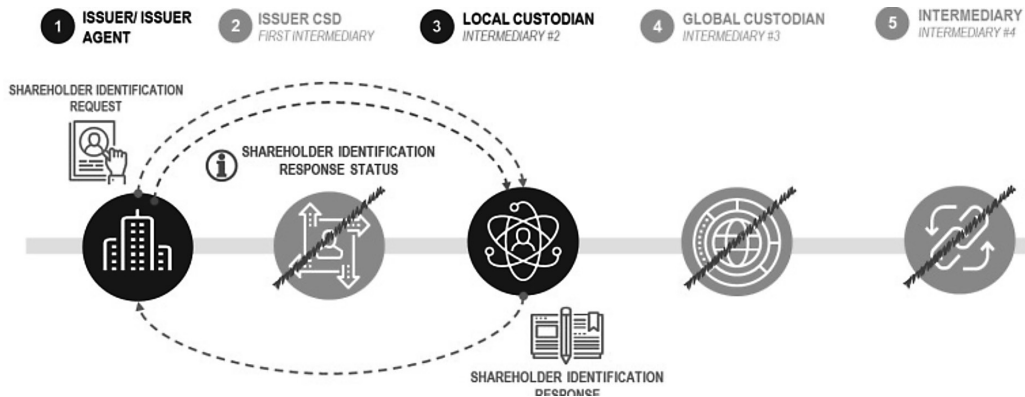 1 ISSUER/ ISSUER
AGENT
2 ISSUER CSD
FIRST INTERMEDIARY
3 LOCAL CUSTODIAN
INTERMEDIARY #2
4 GLOBAL CUSTODIAN
INTERMEDIARY #3
5 INTERMEDIARY
INTERMEDIARY #4
SHAREHOLDER IDENTIFICATION
REQUEST
SHAREHOLDER IDENTIFICATION
RESPONSE STATUS
SHAREHOLDER IDENTIFICATION
RESPONSE